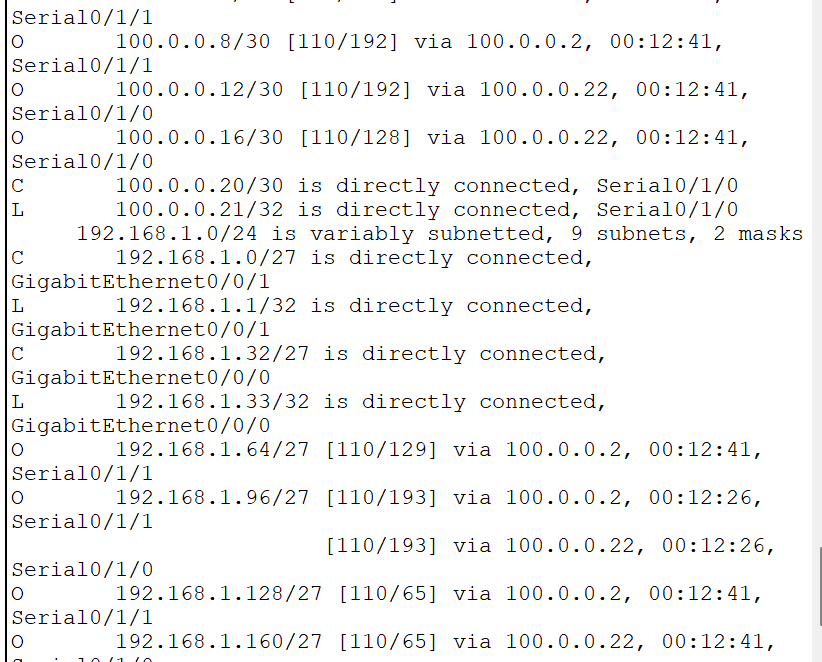 Serial0/1/1
O       100.0.0.8/30 [110/192] via 100.0.0.2, 00:12:41,
Serial0/1/1
O       100.0.0.12/30 [110/192] via 100.0.0.22, 00:12:41,
Serial0/1/0
O       100.0.0.16/30 [110/128] via 100.0.0.22, 00:12:41,
Serial0/1/0
C       100.0.0.20/30 is directly connected, Serial0/1/0
L       100.0.0.21/32 is directly connected, Serial0/1/0
     192.168.1.0/24 is variably subnetted, 9 subnets, 2 masks
C       192.168.1.0/27 is directly connected,
GigabitEthernet0/0/1
L       192.168.1.1/32 is directly connected,
GigabitEthernet0/0/1
C       192.168.1.32/27 is directly connected,
GigabitEthernet0/0/0
L       192.168.1.33/32 is directly connected,
GigabitEthernet0/0/0
O       192.168.1.64/27 [110/129] via 100.0.0.2, 00:12:41,
Serial0/1/1
O       192.168.1.96/27 [110/193] via 100.0.0.2, 00:12:26,
Serial0/1/1
                        [110/193] via 100.0.0.22, 00:12:26,
Serial0/1/0
O       192.168.1.128/27 [110/65] via 100.0.0.2, 00:12:41,
Serial0/1/1
O       192.168.1.160/27 [110/65] via 100.0.0.22, 00:12:41,